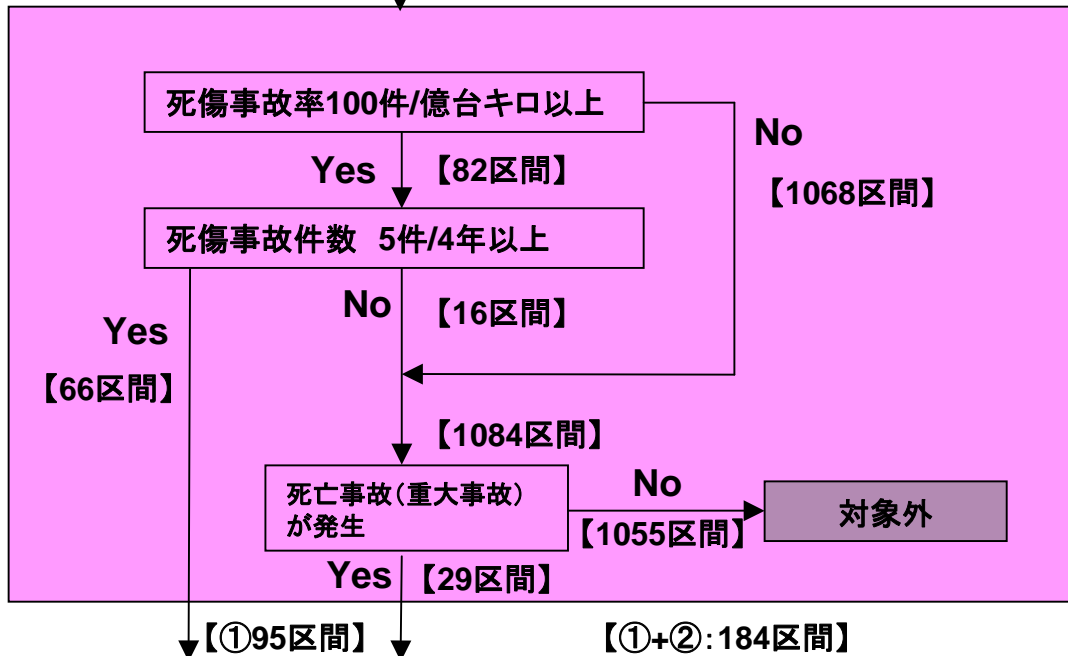 死傷事故率100件/億台キロ以上
No
Yes
【82区間】
【1068区間】
死傷事故件数　5件/4年以上
No
【16区間】
Yes
【66区間】
【1084区間】
死亡事故（重大事故）
が発生
No
【1055区間】
対象外
Yes
【29区間】
【①95区間】
【①+②：184区間】